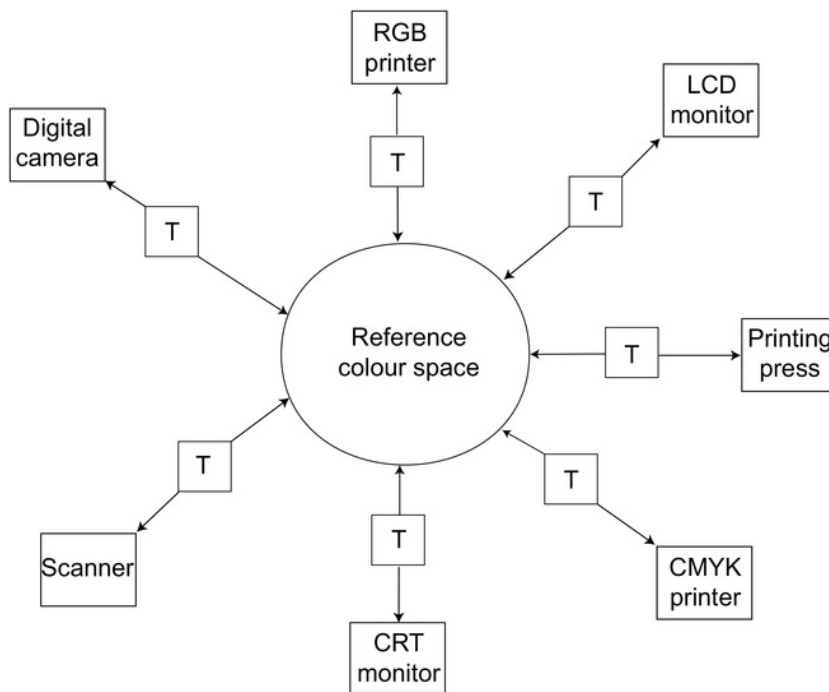 RGB
printer
LCD
monitor
Digital
camera
T
T
T
Reference
colour space
T
Printing
press
T
T
T
Scanner
CMYK
printer
CRT
monitor